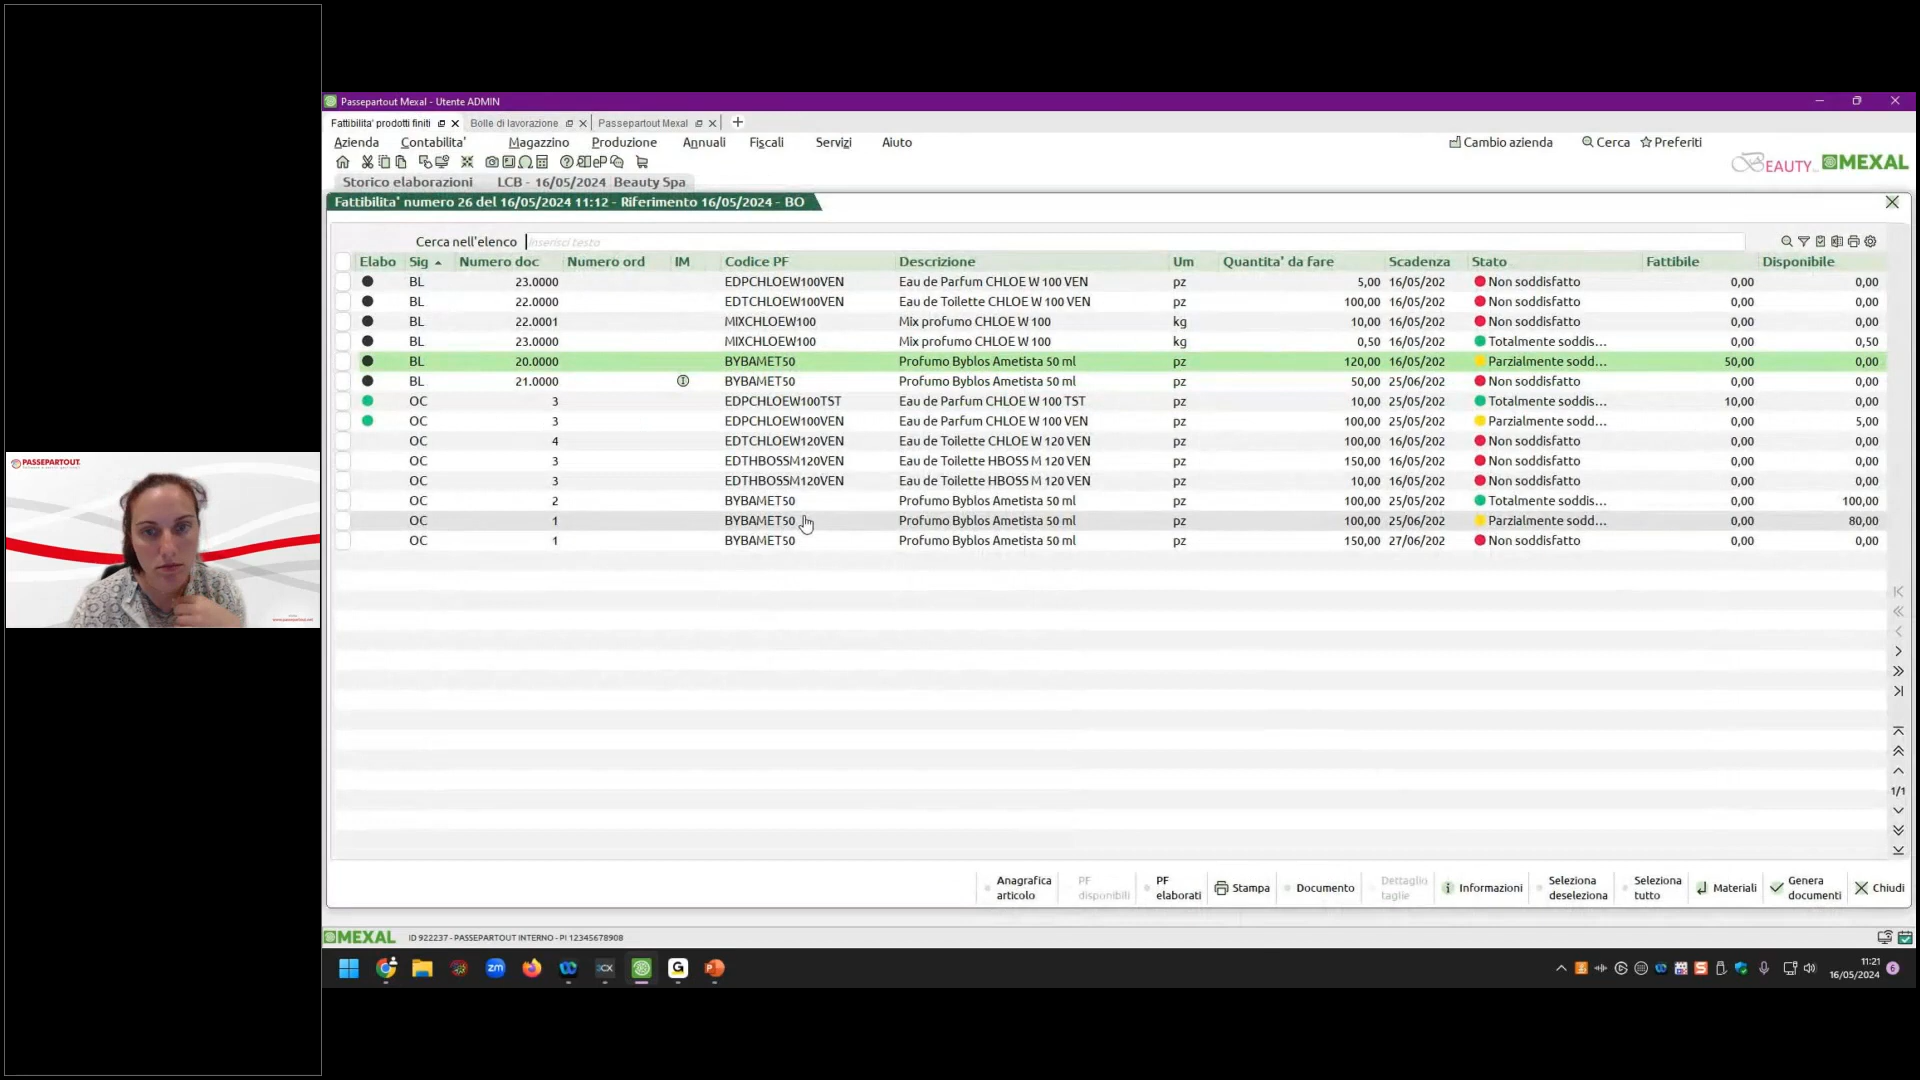 Passepartout Mexal - Utente ADMIN
Fattibilita' prodotti finiti Bolle di lavorazione Passepartout Mexal
Azienda Contabilita' Magazzino Produzione Annuali Fiscali Servizi Aiuto Cambio azienda Cerca Preferiti
BEAUTY MEXAL
Storico elaborazioni LCB - 16/05/2024 Beauty Spa
Fattibilita' numero 26 del 16/05/2024 11:12 - Riferimento 16/05/2024 - BO
Cerca nell'elenco inserisci testo
Elabo Sig Numero doc Numero ord IM Codice PF Descrizione Um Quantita' da fare Scadenza Stato Fattibile Disponibile
BL 23.0000 EDPCHLOEW100VEN Eau de Parfum CHLOE W 100 VEN pz 5,00 16/05/202 Non soddisfatto 0,00 0,00
BL 22.0000 EDTCHLOEW100VEN Eau de Toilette CHLOE W 100 VEN pz 100,00 16/05/202 Non soddisfatto 0,00 0,00
BL 22.0001 MIXCHLOEW100 Mix profumo CHLOE W 100 kg 10,00 16/05/202 Non soddisfatto 0,00 0,00
BL 23.0000 MIXCHLOEW100 Mix profumo CHLOE W 100 kg 0,50 16/05/202 Totalmente soddis... 0,00 0,50
BL 20.0000 BYBAMET50 Profumo Byblos Ametista 50 ml pz 120,00 16/05/202 Parzialmente sodd... 50,00 0,00
BL 21.0000 BYBAMET50 Profumo Byblos Ametista 50 ml pz 50,00 25/06/202 Non soddisfatto 0,00 0,00
OC 3 EDPCHLOEW100TST Eau de Parfum CHLOE W 100 TST pz 10,00 25/05/202 Totalmente soddis... 10,00 0,00
OC 3 EDPCHLOEW100VEN Eau de Parfum CHLOE W 100 VEN pz 100,00 25/05/202 Parzialmente sodd... 0,00 5,00
OC 4 EDTCHLOEW120VEN Eau de Toilette CHLOE W 120 VEN pz 100,00 16/05/202 Non soddisfatto 0,00 0,00
OC 3 EDTHBOSSM120VEN Eau de Toilette HBOSS M 120 VEN pz 150,00 16/05/202 Non soddisfatto 0,00 0,00
OC 3 EDTHBOSSM120VEN Eau de Toilette HBOSS M 120 VEN pz 10,00 16/05/202 Non soddisfatto 0,00 0,00
OC 2 BYBAMET50 Profumo Byblos Ametista 50 ml pz 100,00 25/05/202 Totalmente soddis... 0,00 100,00
OC 1 BYBAMET50 Profumo Byblos Ametista 50 ml pz 100,00 25/06/202 Parzialmente sodd... 0,00 80,00
OC 1 BYBAMET50 Profumo Byblos Ametista 50 ml pz 150,00 27/06/202 Non soddisfatto 0,00 0,00
1/1
Anagrafica articolo PF disponibili PF elaborati Stampa Documento Dettaglio taglie Informazioni Seleziona deseleziona Seleziona tutto Materiali Genera documenti Chiudi
MEXAL ID 922237 - PASSEPARTOUT INTERNO - PI 12345678908
11:21
16/05/2024
6
PASSEPARTOUT